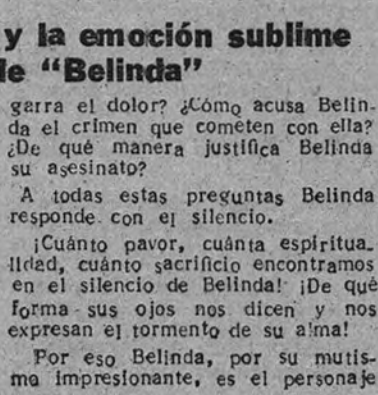 y la emoción sublime
de “Belinda”
garra el dolor? ¿Cómo acusa Belin-
da el crimen que cometen con ella?
¿De qué manera justifica Belinda
su asesinato?
A todas estas preguntas Belinda
responde con el silencio.
¡Cuánto pavor, cuánta espiritua-
lidad, cuánto sacrificio encontramos
en el silencio de Belinda! ¡De qué
forma sus ojos nos dicen y nos
expresan el tormento de su alma!
Por eso Belinda, por su mutis-
mo impresionante, es el personaje